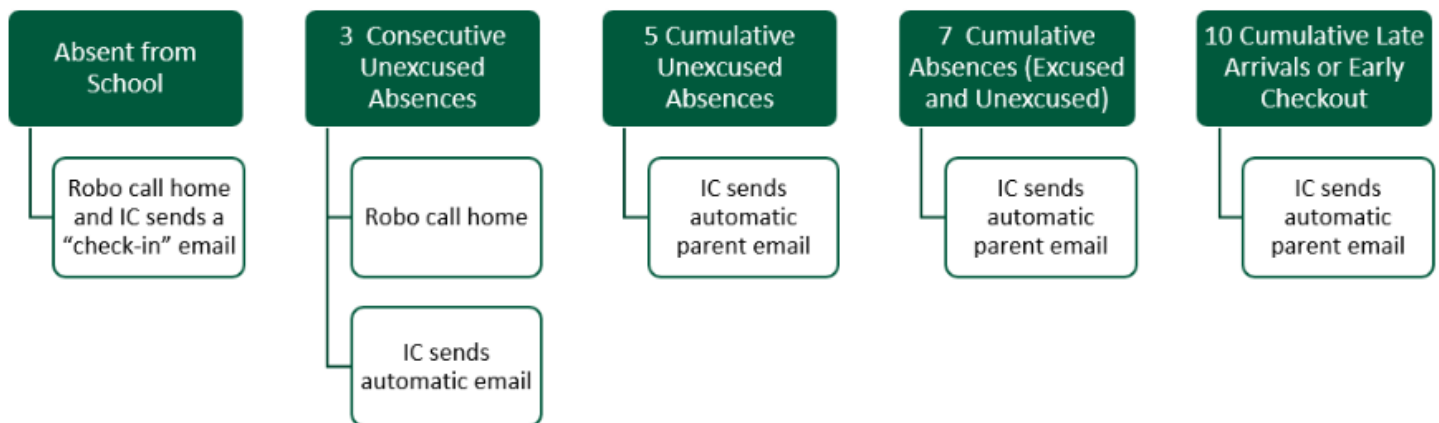 Absent from
School
Robo call home
and IC sends a
“check-in” email
3  Consecutive
Unexcused
Absences
Robo call home
IC sends
automatic email
5 Cumulative
Unexcused
Absences
IC sends
automatic
parent email
7  Cumulative
Absences (Excused
and Unexcused)
IC sends
automatic
parent email
10 Cumulative Late
Arrivals or Early
Checkout
IC sends
automatic
parent email